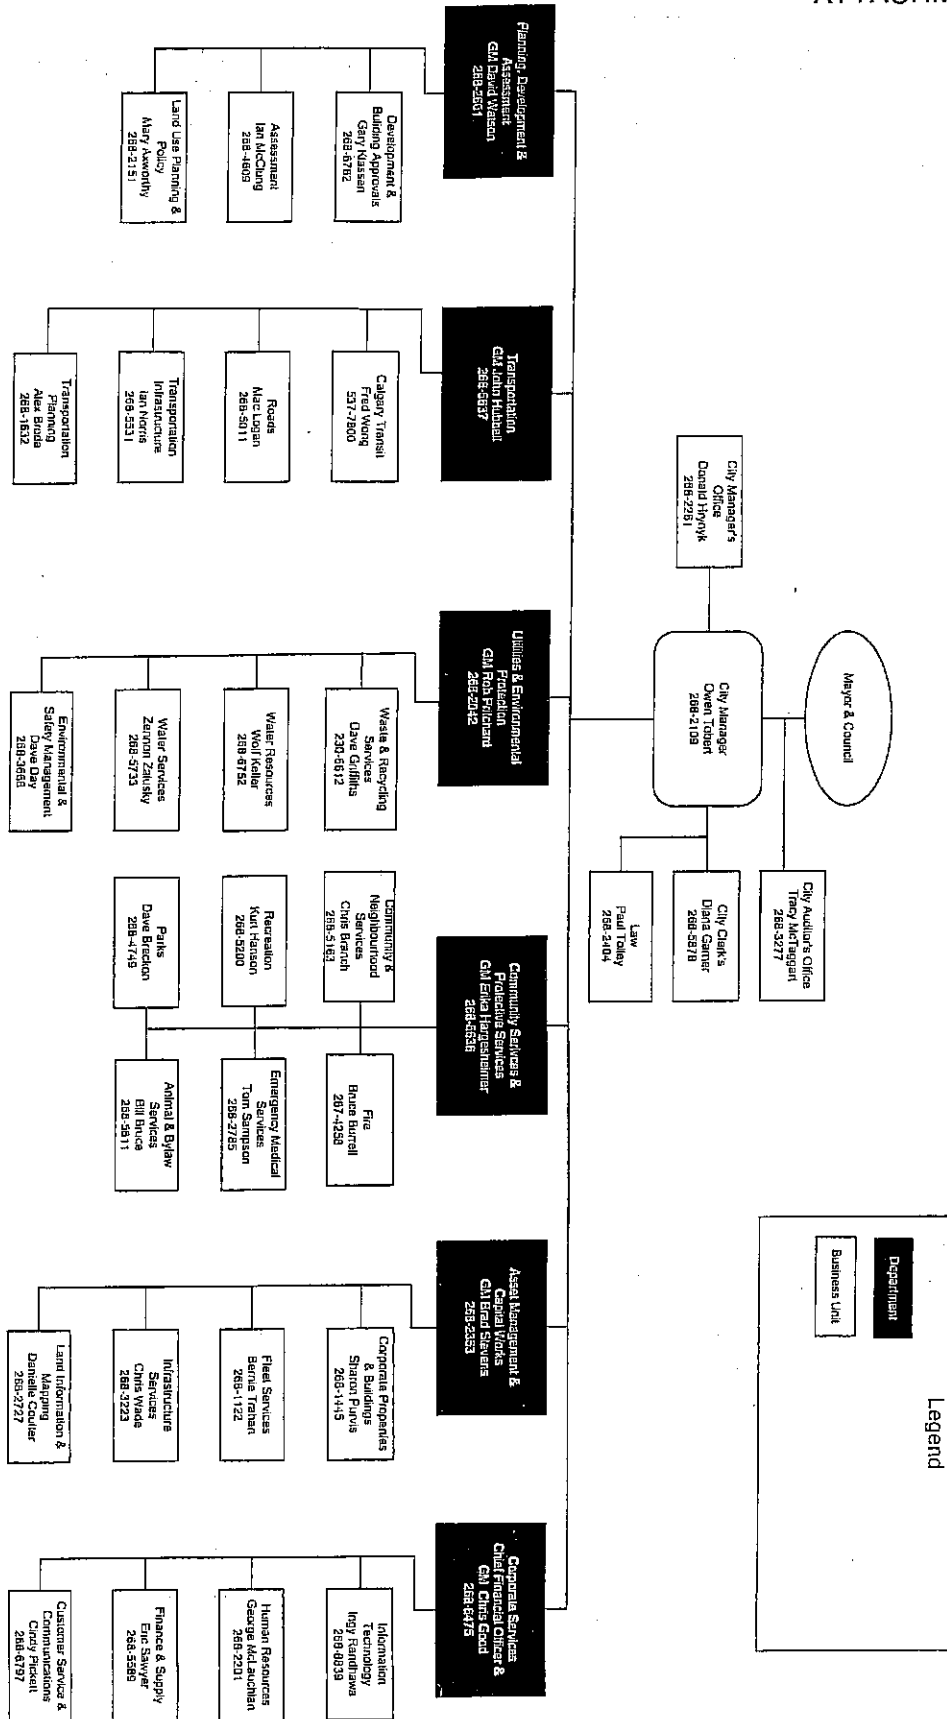 ATTACHM
Legend
Department
Business Unit
Mayor & Council
City Auditor's Office
Tracy McTaggart
268-3277
City Manager
Owen Tobert
268-2109
City Manager's
Office
Donald Hrynyk
268-2261
City Clerk's
Diana Garner
268-5878
Law
Paul Tolley
268-2404
Planning, Development &
Assessment
GM David Watson
268-2601
Development &
Building Approvals
Gary Klassen
268-6782
Assessment
Ian McClung
268-4609
Land Use Planning &
Policy
Mary Axworthy
268-2151
Transportation
GM John Hubbell
268-5637
Calgary Transit
Fred Wong
537-7800
Roads
Mac Logan
268-5011
Transportation
Infrastructure
Ian Norris
268-5531
Transportation
Planning
Alex Broda
268-1632
Utilities & Environmental
Protection
GM Rob Pritchard
268-2042
Waste & Recycling
Services
Dave Griffiths
230-6612
Water Resources
Wolf Keller
268-6752
Water Services
Zennon Zalusky
268-5733
Environmental &
Safety Management
Dave Day
268-3668
Community Serivces &
Protective Services
GM Erika Hargesheimer
268-5636
Community &
Neighbourhood
Services
Chris Branch
268-5163
Fire
Bruce Burrell
267-4258
Recreation
Kurt Hanson
268-5200
Emergency Medical
Services
Tom Sampson
268-2785
Parks
Dave Breckon
268-4749
Animal & Bylaw
Services
Bill Bruce
268-5811
Asset Management &
Capital Works
GM Brad Stevens
268-2353
Corporate Properties
& Buildings
Sharon Purvis
268-1445
Fleet Services
Bernie Trahan
268-1122
Infrastructure
Services
Chris Wade
268-3223
Land Information &
Mapping
Danielle Coulter
268-2727
Corporate Services
Chief Financial Officer &
GM Chris Good
268-6475
Information
Technology
Ingy Randhawa
268-8839
Human Resources
George McLauchlan
268-2201
Finance & Supply
Eric Sawyer
268-5589
Customer Service &
Communications
Cindy Pickett
268-6797